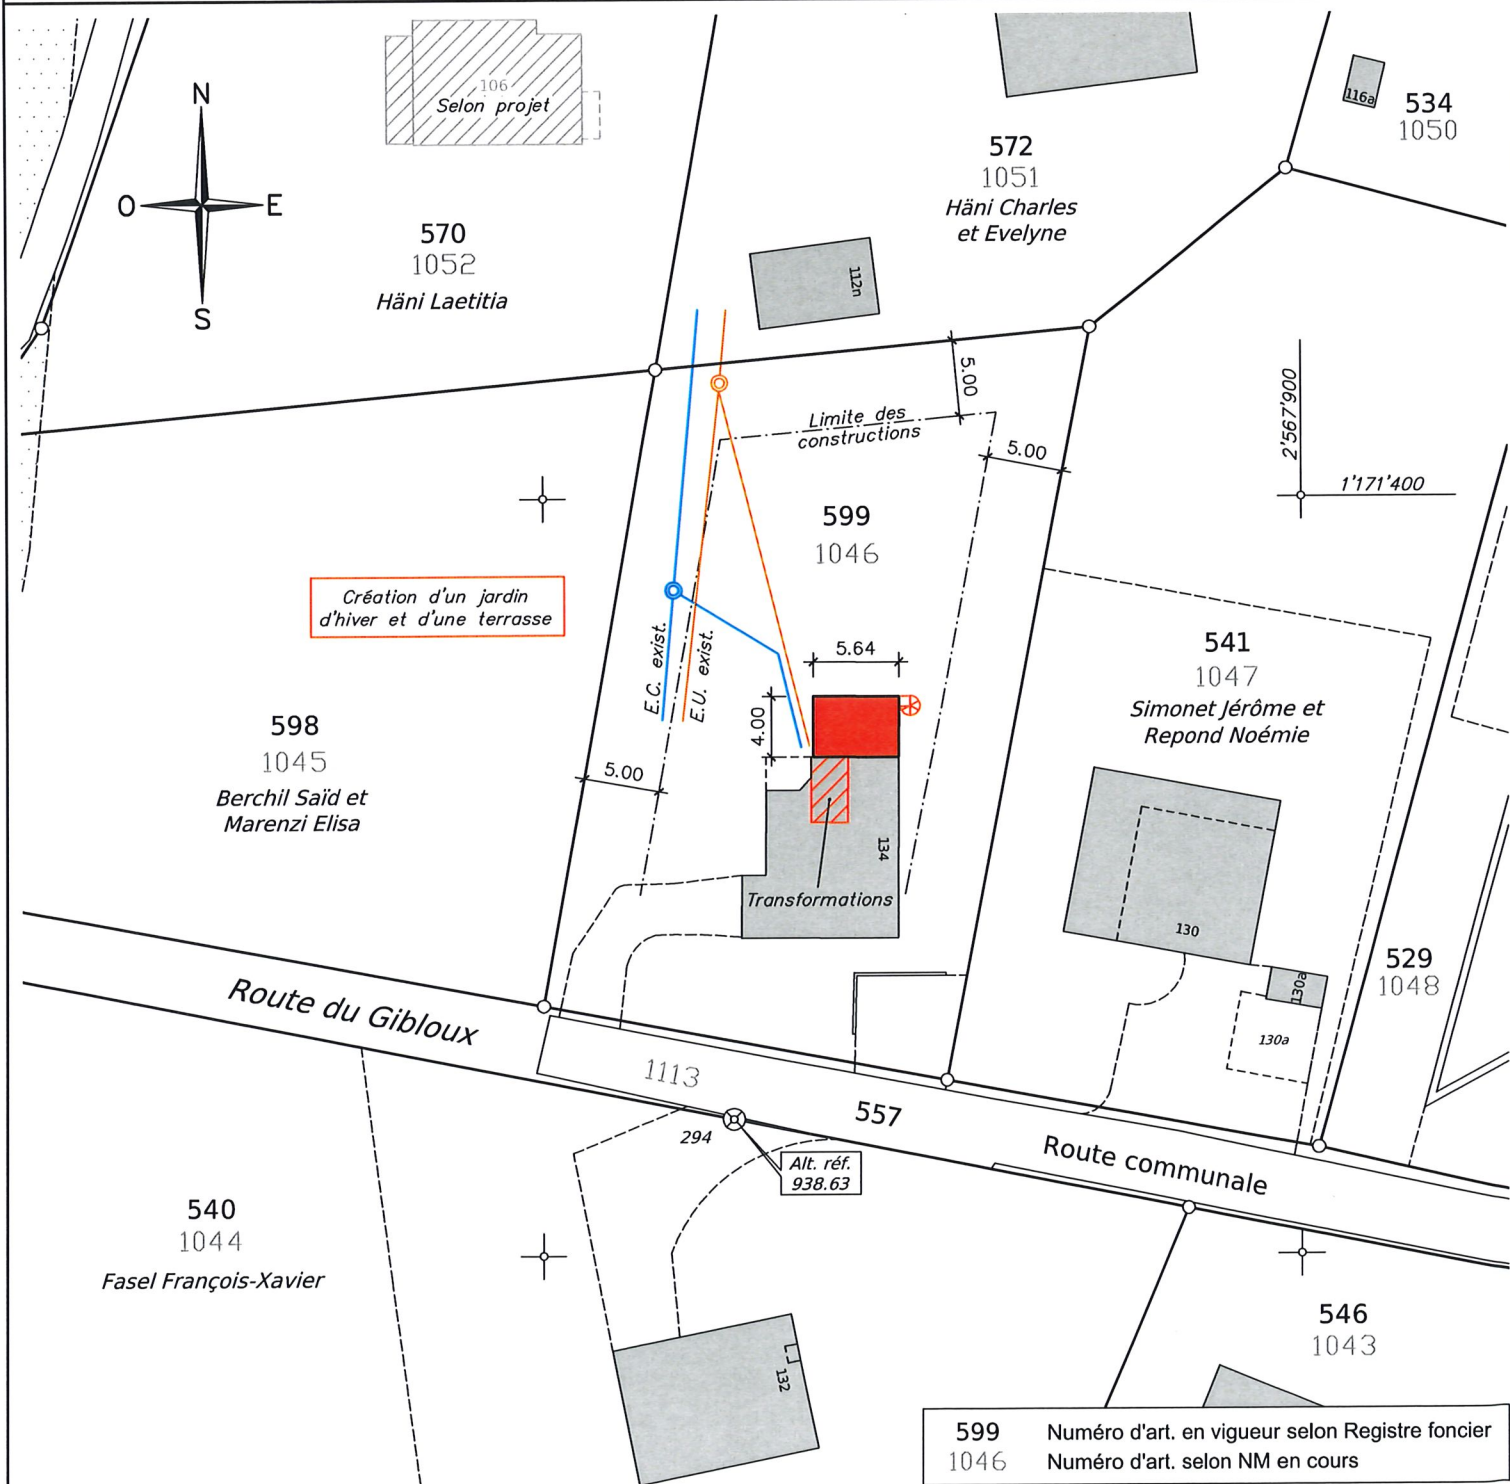 106
Selon projet
116a
534
1050
N
O
E
S
572
1051
Häni Charles
et Evelyne
570
1052
Häni Laetitia
112n
5.00
Limite des
constructions
5.00
2'567'900
1'171'400
599
1046
Création d'un jardin
d'hiver et d'une terrasse
E.C. exist.
E.U. exist.
5.64
4.00
541
1047
Simonet Jérôme et
Repond Noémie
598
1045
Berchil Saïd et
Marenzi Elisa
5.00
134
Transformations
130
130a
130a
529
1048
Route du Gibloux
1113
557
Route communale
294
Alt. réf.
938.63
540
1044
Fasel François-Xavier
132
546
1043
599 Numéro d'art. en vigueur selon Registre foncier
1046 Numéro d'art. selon NM en cours